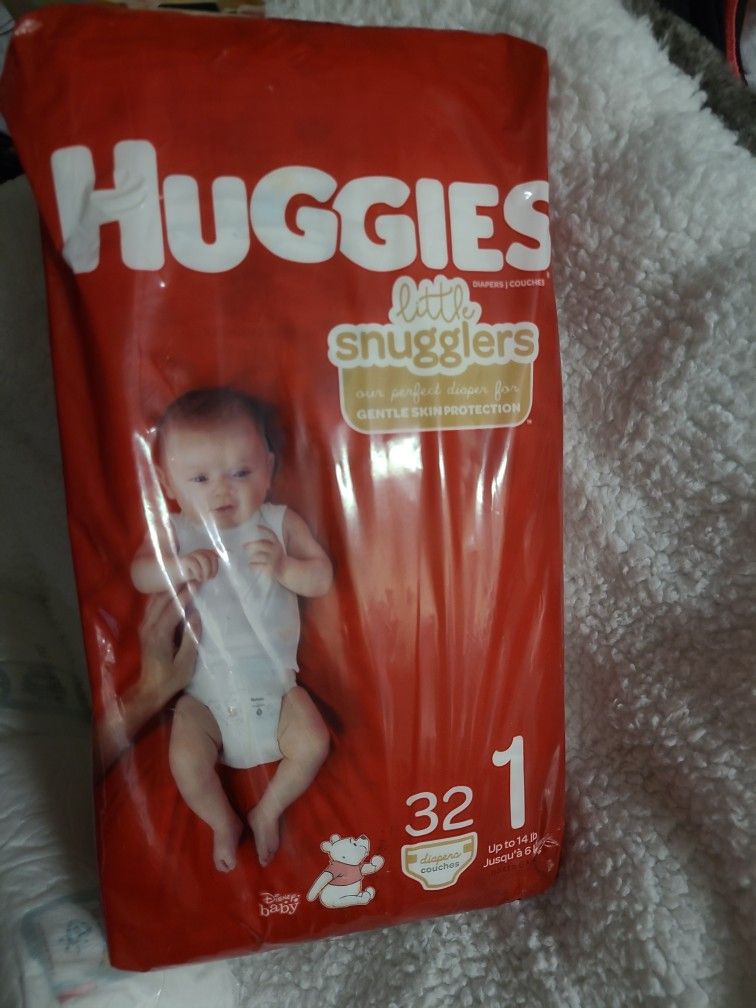 HUGGIES
DIAPERS | COUCHES
little
snugglers
our perfect diaper for
GENTLE SKIN PROTECTION
32
1
diapers
couches
Up to 14 lb
Jusqu'à 6
Disney
baby